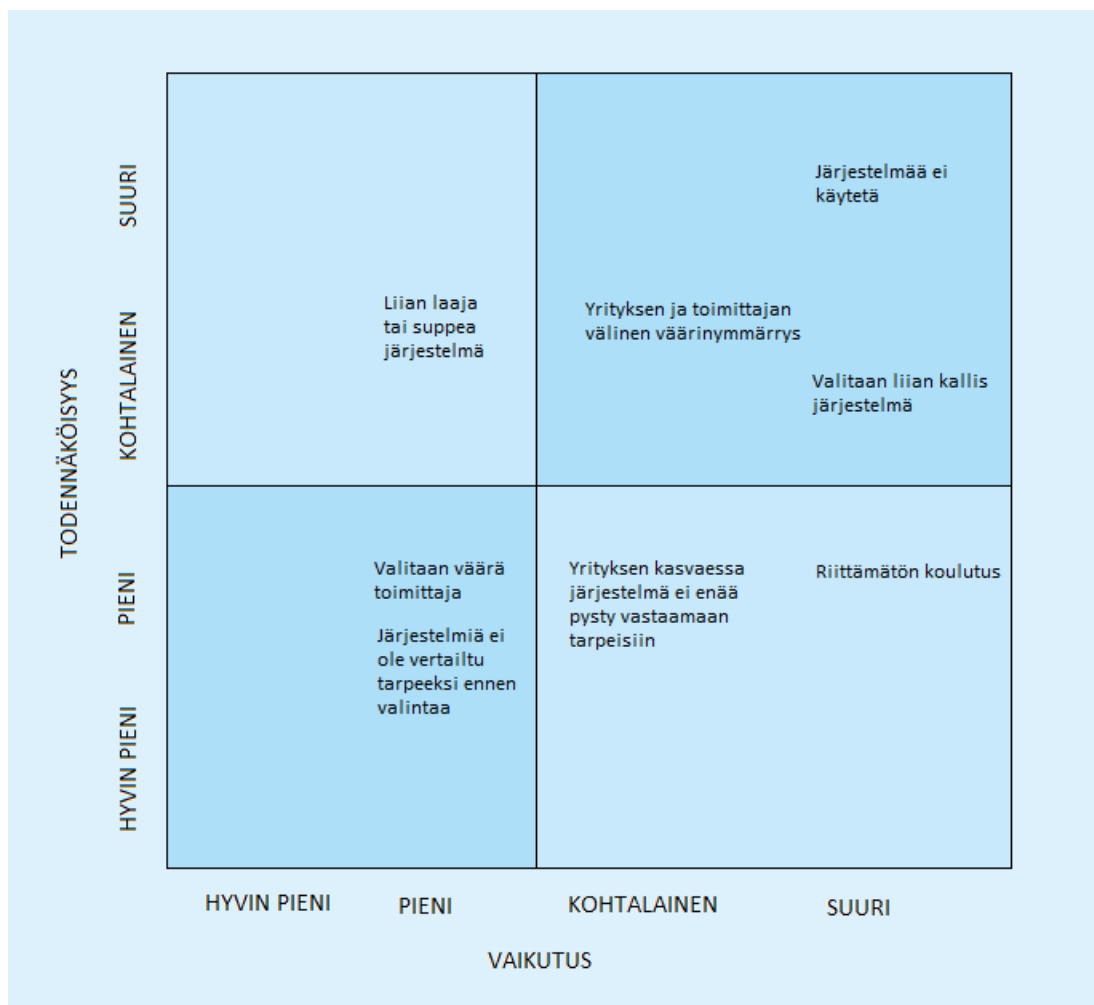 TODENNÄKÖISYYS
SUURI
KOHTALAINEN
PIENI
HYVIN PIENI
Järjestelmää ei
käytetä
Liian laaja
tai suppea
järjestelmä
Yrityksen ja toimittajan
välinen väärinymmärrys
Valitaan liian kallis
järjestelmä
Valitaan väärä
toimittaja
Järjestelmiä ei
ole vertailtu
tarpeeksi ennen
valintaa
Yrityksen kasvaessa
järjestelmä ei enää
pysty vastaamaan
tarpeisiin
Riittämätön koulutus
HYVIN PIENI
PIENI
KOHTALAINEN
SUURI
VAIKUTUS